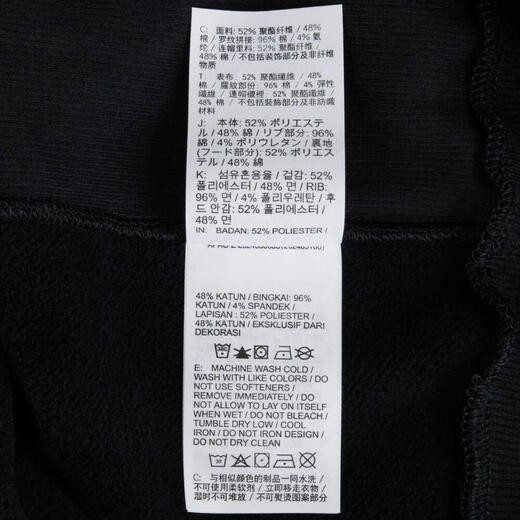 C: 面料: 52% 聚酯纤维 / 48%
棉 / 罗纹拼接: 96% 棉 / 4% 氨
纶 / 连帽里料: 52% 聚酯纤维 /
48% 棉 / 不包括装饰部分及非纤维
物质
T: 表布: 52% 聚酯纖維 / 48%
棉 / 羅紋部份: 96% 棉 / 4% 彈性
纖維 / 連帽襯裡: 52% 聚酯纖維 /
48% 棉 / 不包括裝飾部分及非紡織
材料
J: 本体: 52% ポリエステ
ル / 48% 綿 / リブ部分: 96%
綿 / 4% ポリウレタン / 裏地
(フード部分): 52% ポリエス
テル / 48% 綿
K: 섬유혼용율 / 겉감: 52%
폴리에스터 / 48% 면 / RIB:
96% 면 / 4% 폴리우레탄 / 후
드 안감: 52% 폴리에스터 /
48% 면
IN: BADAN: 52% POLIESTER /
48% KATUN / BINGKAI: 96%
KATUN / 4% SPANDEK /
LAPISAN : 52% POLIESTER /
48% KATUN / EKSKLUSIF DARI
DEKORASI
E: MACHINE WASH COLD /
WASH WITH LIKE COLORS / DO
NOT USE SOFTENERS /
REMOVE IMMEDIATELY / DO
NOT ALLOW TO LAY ON ITSELF
WHEN WET / DO NOT BLEACH /
TUMBLE DRY LOW / COOL
IRON / DO NOT IRON DESIGN /
DO NOT DRY CLEAN
30
C: 与相似颜色的制品一同水洗 /
不可使用柔软剂 / 立即移走衣物 /
湿时不可堆放 / 不可熨烫图案部分